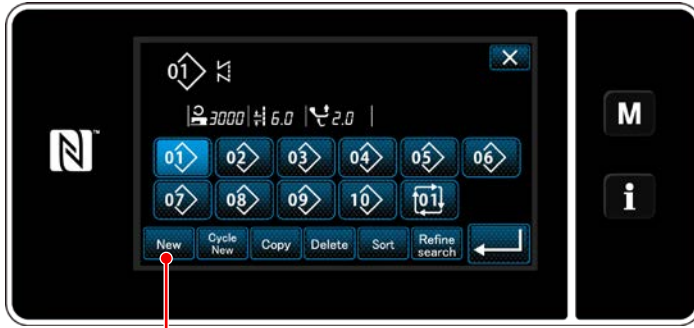 01
3000 6.0 2.0
01 02 03 04 05 06
07 08 09 10 01
New Cycle New Copy Delete Sort Refine search
M
i